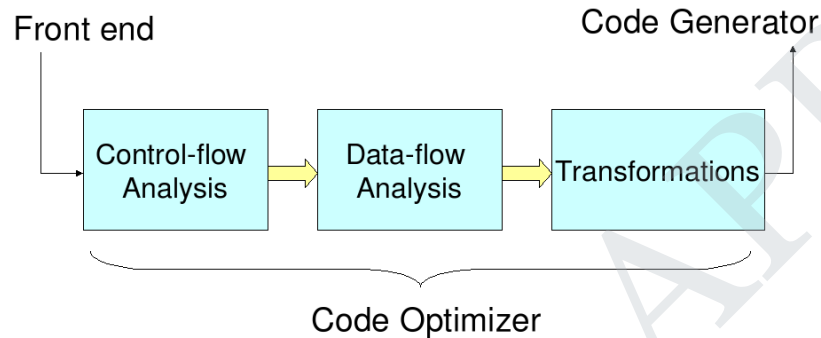 Front end
Code Generator
Control-flow
Analysis
Data-flow
Analysis
Transformations
Code Optimizer